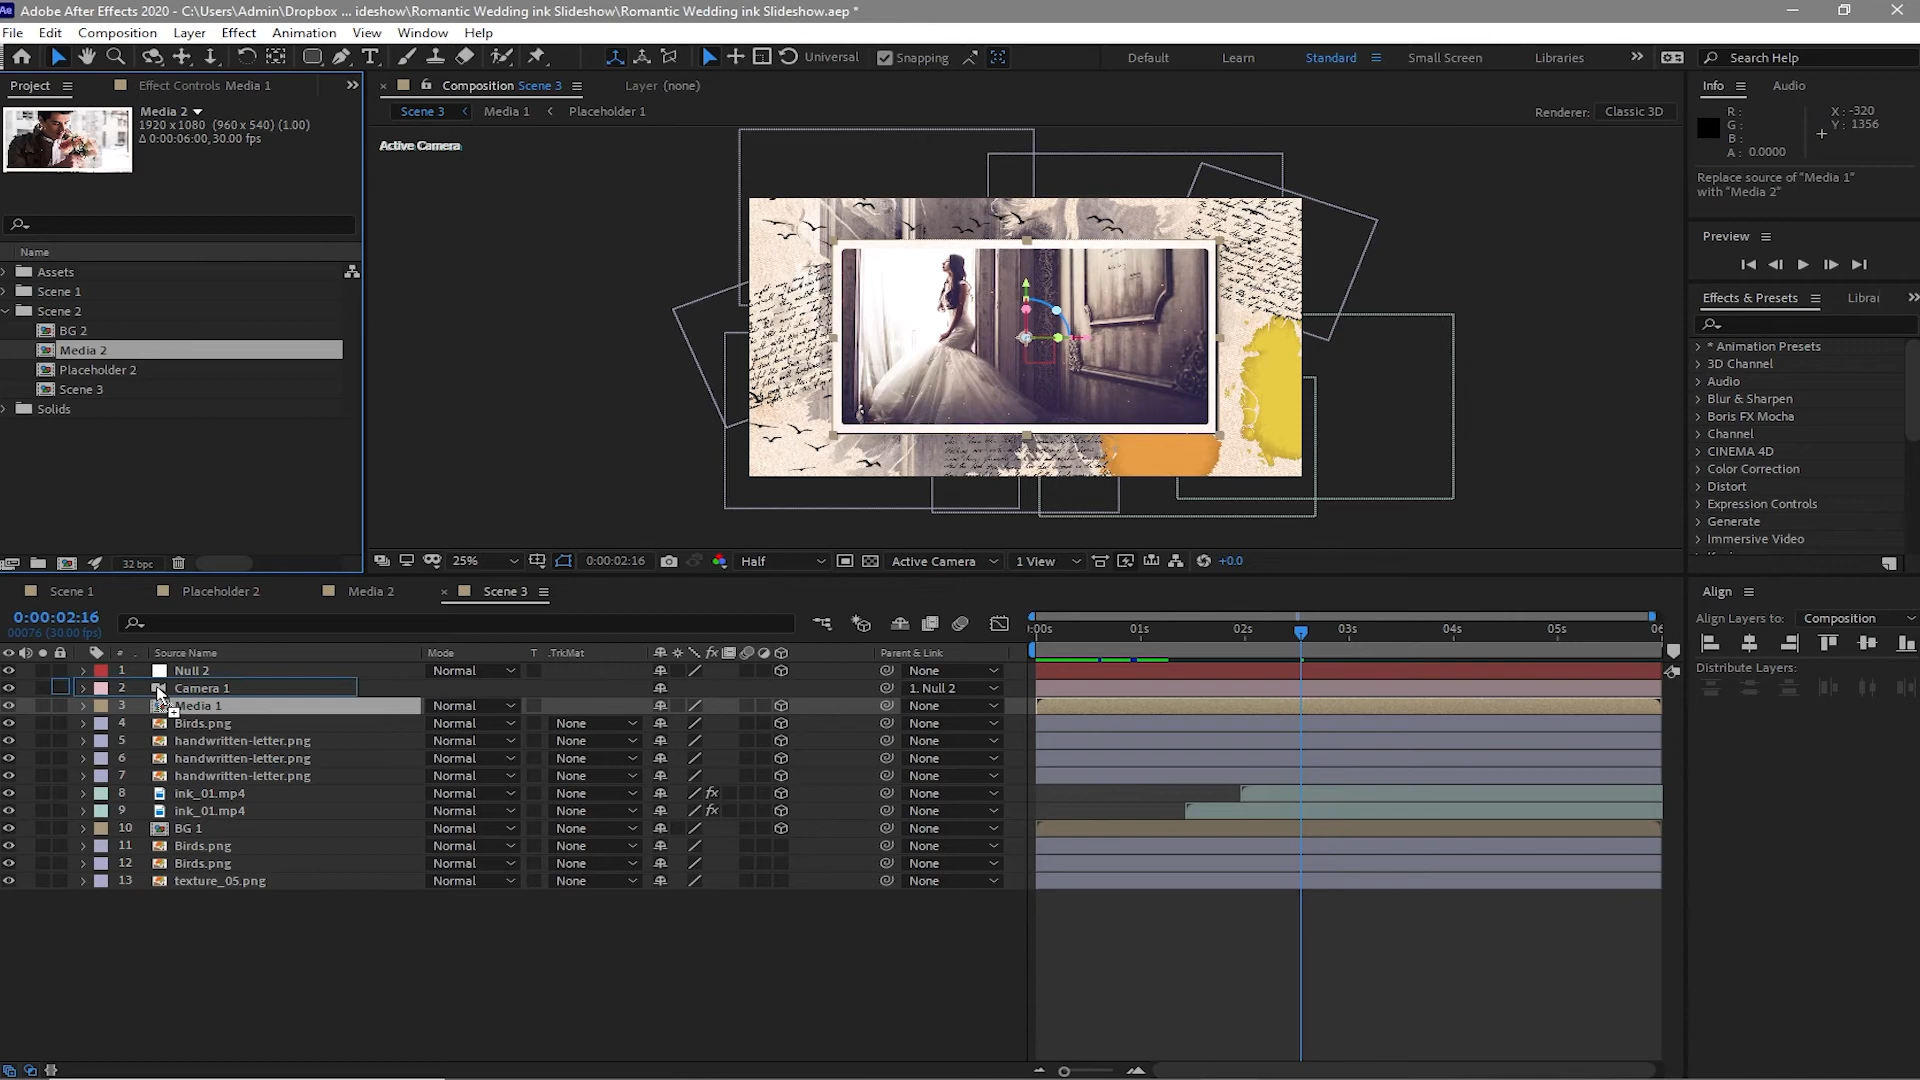 Adobe After Effects 2020 - C:\Users\Admin\Dropbox ... ideshow\Romantic Wedding ink Slideshow\Romantic Wedding ink Slideshow.aep *
File Edit Composition Layer Effect Animation View Window Help
Universal Snapping Default Learn Standard Small Screen Libraries Search Help
Project Effect Controls Media 1
Media 2
1920 x 1080 (960 x 540) (1.00)
Δ 0:00:06:00, 30.00 fps
Name
Assets
Scene 1
Scene 2
BG 2
Media 2
Placeholder 2
Scene 3
Solids
32 bpc
Composition Scene 3 Layer (none)
Scene 3 Media 1 Placeholder 1
Renderer: Classic 3D
Active Camera
25% 0:00:02:16 Half Active Camera 1 View +0.0
Info Audio
R: X: -320
G: Y: 1356
B:
A: 0.0000
Replace source of "Media 1"
with "Media 2"
Preview
Effects & Presets Librai
* Animation Presets
3D Channel
Audio
Blur & Sharpen
Boris FX Mocha
Channel
CINEMA 4D
Color Correction
Distort
Expression Controls
Generate
Immersive Video
Scene 1 Placeholder 2 Media 2 Scene 3
0:00:02:16
00076 (30.00 fps)
:00s 01s 02s 03s 04s 05s 06
# Source Name Mode T .TrkMat Parent & Link
1 Null 2 Normal None
2 Camera 1 1. Null 2
3 Media 1 Normal None
4 Birds.png Normal None None
5 handwritten-letter.png Normal None None
6 handwritten-letter.png Normal None None
7 handwritten-letter.png Normal None None
8 ink_01.mp4 Normal None None
9 ink_01.mp4 Normal None None
10 BG 1 Normal None None
11 Birds.png Normal None None
12 Birds.png Normal None None
13 texture_05.png Normal None None
Align
Align Layers to: Composition
Distribute Layers: